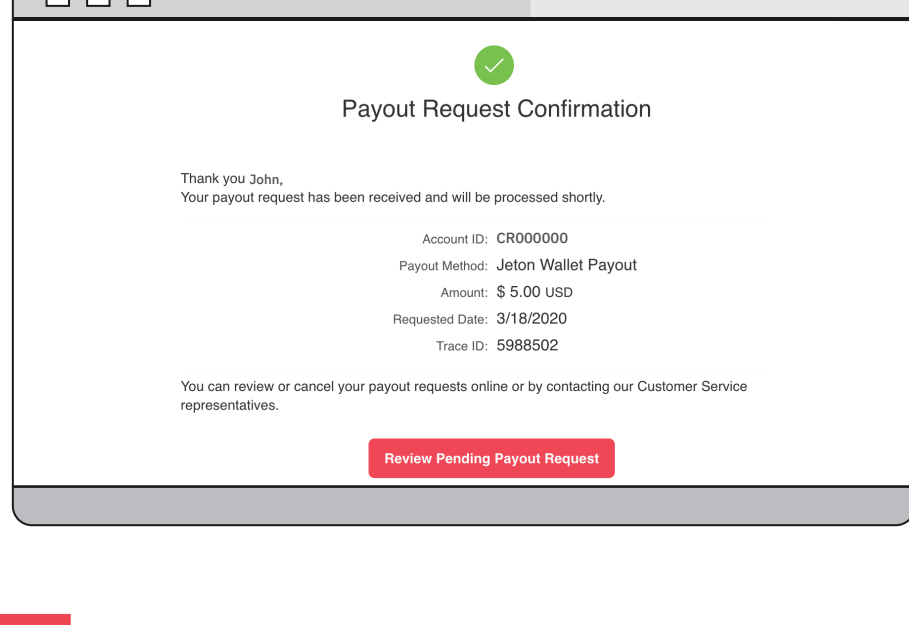 Payout Request Confirmation
Thank you John,
Your payout request has been received and will be processed shortly.
Account ID: CR000000
Payout Method: Jeton Wallet Payout
Amount: $ 5.00 USD
Requested Date: 3/18/2020
Trace ID: 5988502
You can review or cancel your payout requests online or by contacting our Customer Service
representatives.
Review Pending Payout Request